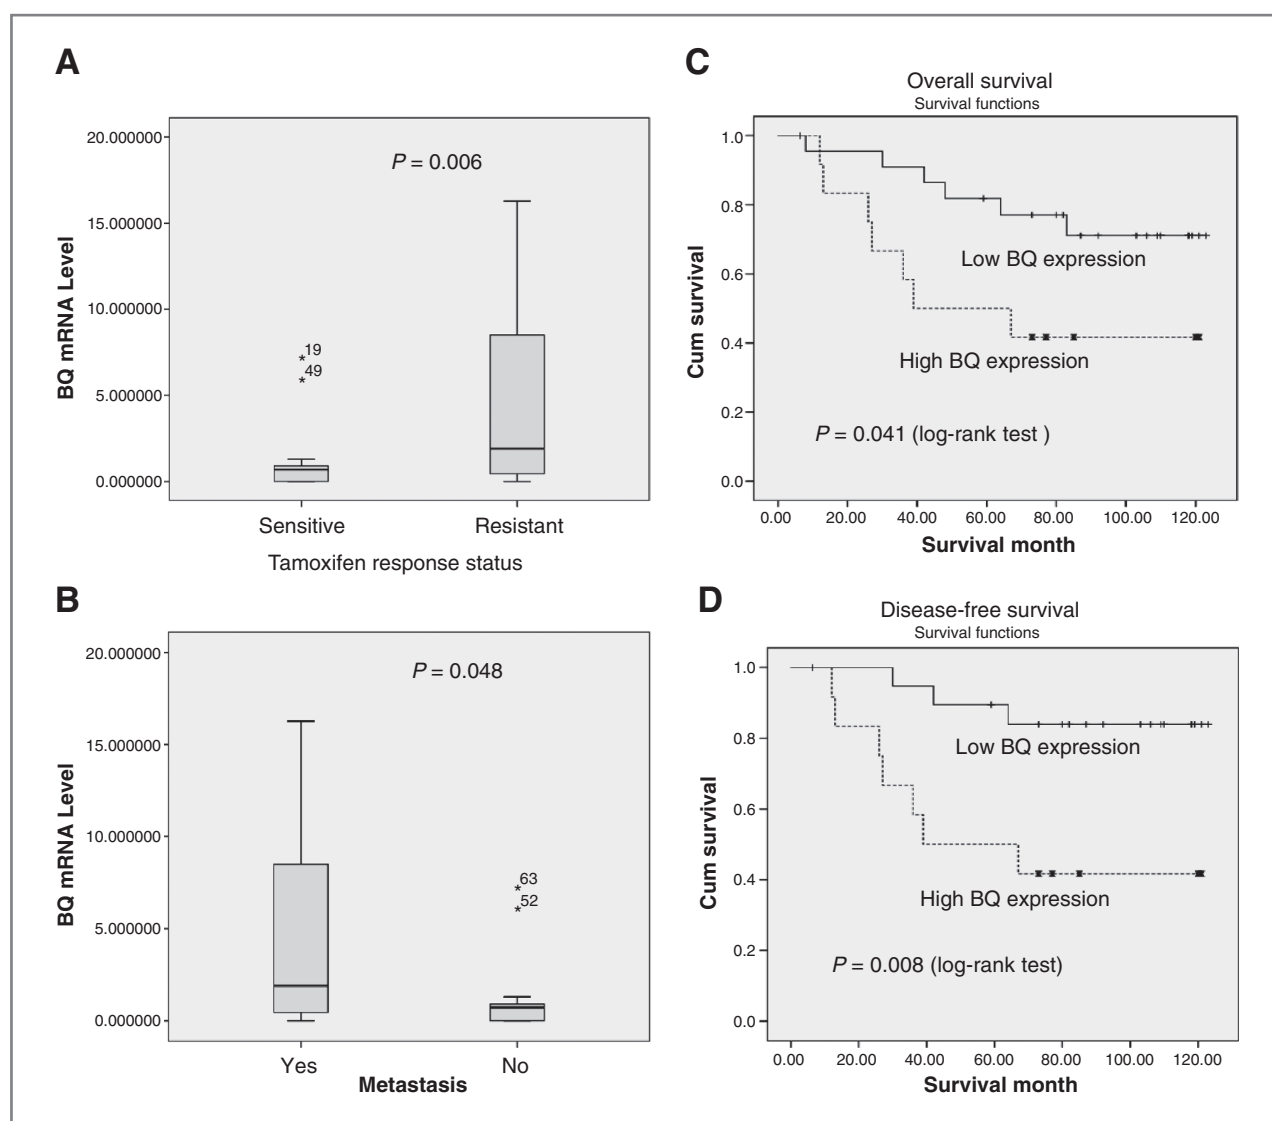 A
20.000000
15.000000
10.000000
5.000000
0.000000
BQ mRNA Level
P = 0.006
*19
*49
Sensitive
Resistant
Tamoxifen response status
B
20.000000
15.000000
10.000000
5.000000
0.000000
BQ mRNA Level
P = 0.048
*63
*52
Yes
No
Metastasis
C
Overall survival
Survival functions
1.0
0.8
0.6
0.4
0.2
0.0
Cum survival
Low BQ expression
High BQ expression
P = 0.041 (log-rank test )
0.00 20.00 40.00 60.00 80.00 100.00 120.00
Survival month
D
Disease-free survival
Survival functions
1.0
0.8
0.6
0.4
0.2
0.0
Cum survival
Low BQ expression
High BQ expression
P = 0.008 (log-rank test)
0.00 20.00 40.00 60.00 80.00 100.00 120.00
Survival month